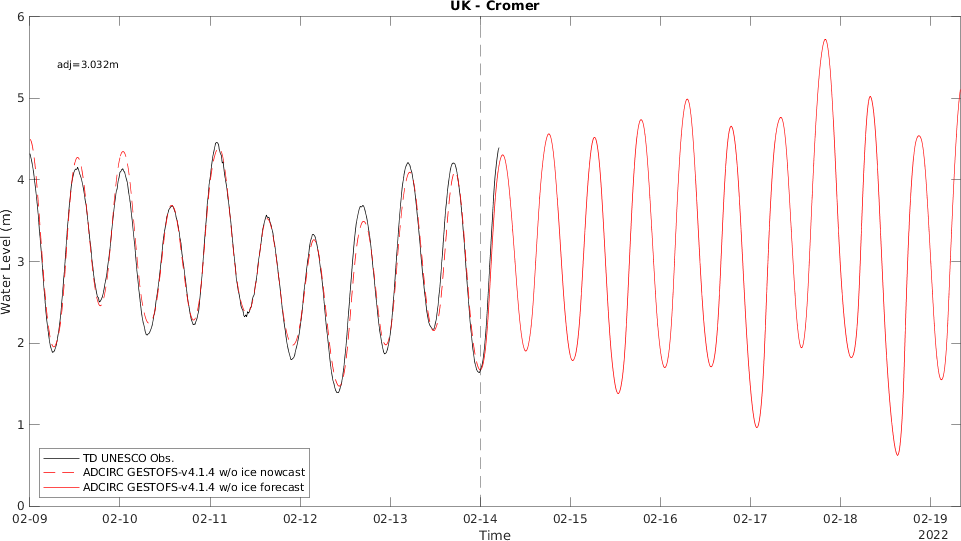 UK - Cromer
6
adj=3.032m
5
4
3
2
1
0
Water Level (m)
TD UNESCO Obs.
ADCIRC GESTOFS-v4.1.4 w/o ice nowcast
ADCIRC GESTOFS-v4.1.4 w/o ice forecast
02-09 02-10 02-11 02-12 02-13 02-14 02-15 02-16 02-17 02-18 02-19
Time
2022